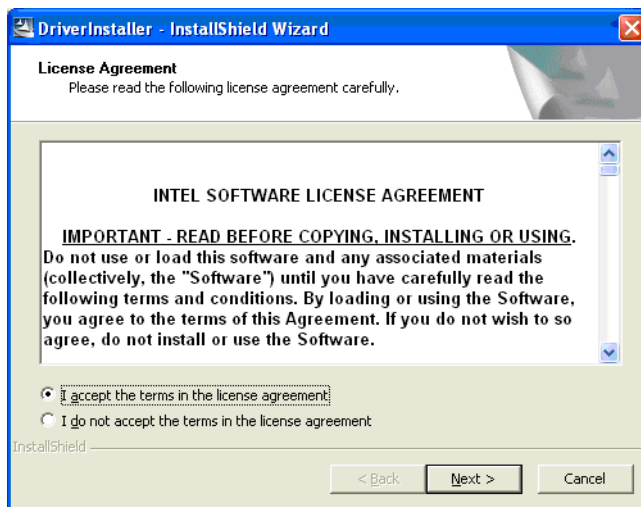 DriverInstaller - InstallShield Wizard
License Agreement
Please read the following license agreement carefully.
INTEL SOFTWARE LICENSE AGREEMENT
IMPORTANT - READ BEFORE COPYING, INSTALLING OR USING.
Do not use or load this software and any associated materials
(collectively, the "Software") until you have carefully read the
following terms and conditions. By loading or using the Software,
you agree to the terms of this Agreement. If you do not wish to so
agree, do not install or use the Software.
I accept the terms in the license agreement
I do not accept the terms in the license agreement
InstallShield
< Back
Next >
Cancel